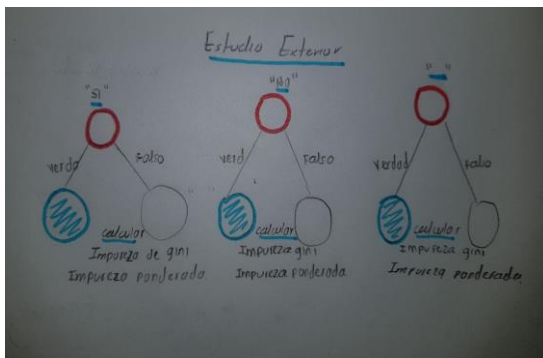 Estudio Exterior
"Si"
verda
Falso
calcular
Impureza de gini
Impureza ponderada
"No"
verd
Falso
calcular
Impureza gini
Impureza ponderada
" "
verdad
Falso
calcular
Impureza gini
Impureza ponderada